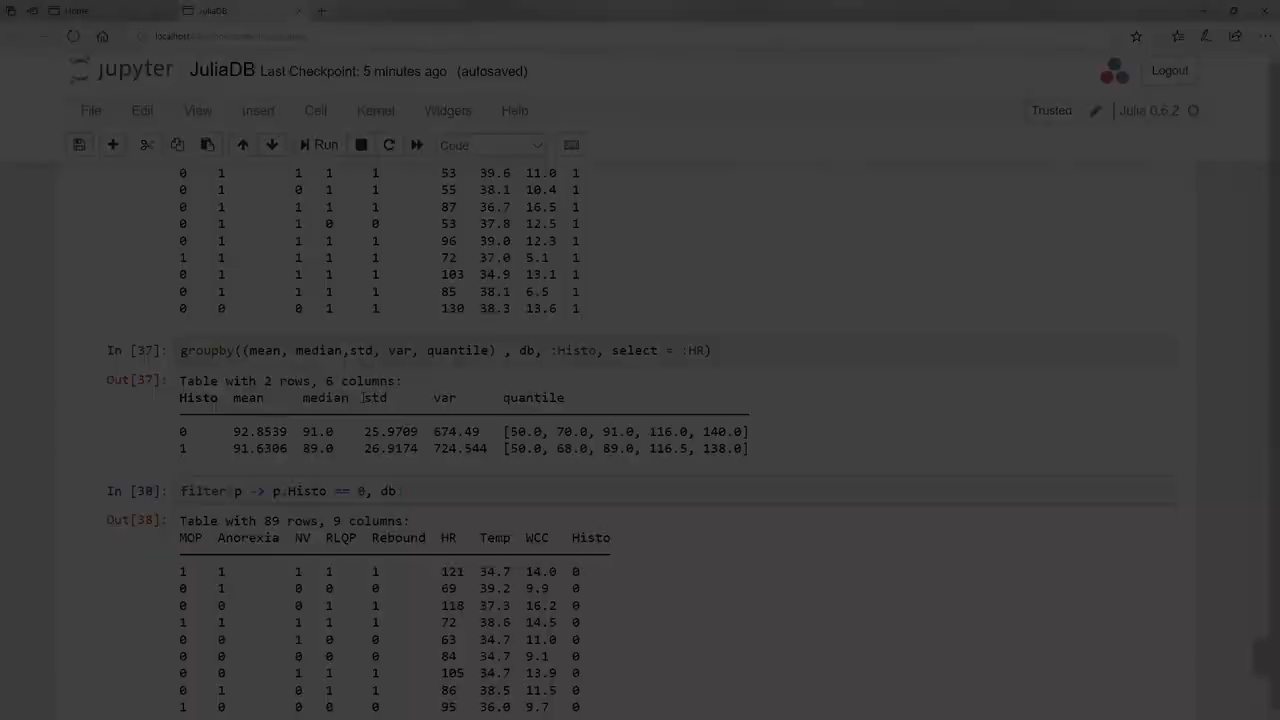 Home
JuliaDB
localhost
jupyter JuliaDB Last Checkpoint: 5 minutes ago (autosaved)
Logout
File Edit View Insert Cell Kernel Widgets Help
Trusted Julia 0.6.2
Run Code
0 1 1 1 1 53 39.6 11.0 1
0 1 0 1 1 55 38.1 10.4 1
0 1 1 1 1 87 36.7 16.5 1
0 1 1 0 0 53 37.8 12.5 1
0 1 1 1 1 96 39.0 12.3 1
1 1 1 1 1 72 37.0 5.1 1
0 1 1 1 1 103 34.9 13.1 1
0 1 1 1 1 85 38.1 6.5 1
0 0 0 1 1 130 38.3 13.6 1
In [37]: groupby((mean, median,std, var, quantile) , db, :Histo, select = :HR)
Out[37]: Table with 2 rows, 6 columns:
Histo mean median std var quantile
0 92.8539 91.0 25.9709 674.49 [50.0, 70.0, 91.0, 116.0, 140.0]
1 91.6306 89.0 26.9174 724.544 [50.0, 68.0, 89.0, 116.5, 138.0]
In [38]: filter(p -> p.Histo == 0, db)
Out[38]: Table with 89 rows, 9 columns:
MOP Anorexia NV RLQP Rebound HR Temp WCC Histo
1 1 1 1 1 121 34.7 14.0 0
0 1 0 0 0 69 39.2 9.9 0
0 0 0 1 1 118 37.3 16.2 0
1 1 1 1 1 72 38.6 14.5 0
0 0 1 0 0 63 34.7 11.0 0
0 0 0 0 0 84 34.7 9.1 0
0 0 1 1 1 105 34.7 13.9 0
0 1 0 1 1 86 38.5 11.5 0
1 0 0 0 0 95 36.0 9.7 0